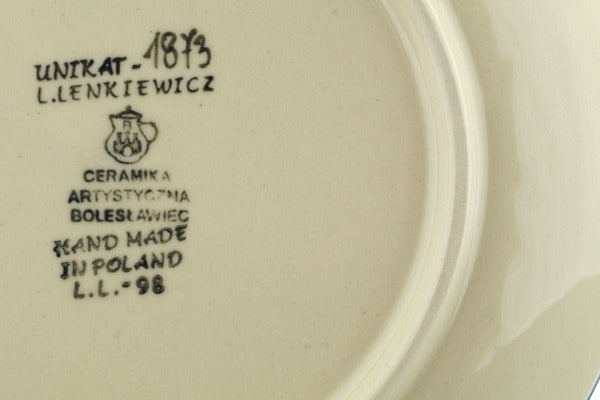 UNIKAT-1873
L.LENKIEWICZ
B
CERAMIKA
ARTYSTYCZNA
BOLESŁAWIEC
HAND MADE
IN POLAND
L.L.-98